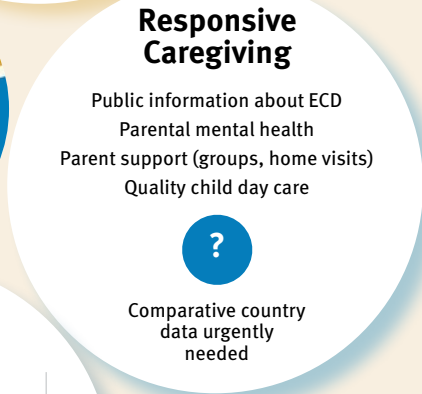 Responsive
Caregiving
Public information about ECD
Parental mental health
Parent support (groups, home visits)
Quality child day care
?
Comparative country
data urgently
needed